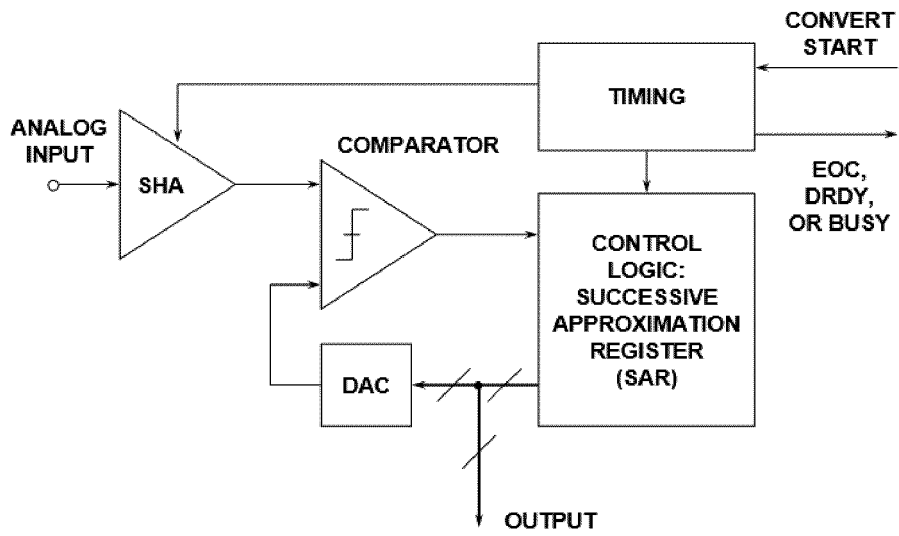 CONVERT
START
TIMING
ANALOG
INPUT
COMPARATOR
SHA
EOC,
DRDY,
OR BUSY
CONTROL
LOGIC:
SUCCESSIVE
APPROXIMATION
REGISTER
(SAR)
DAC
OUTPUT